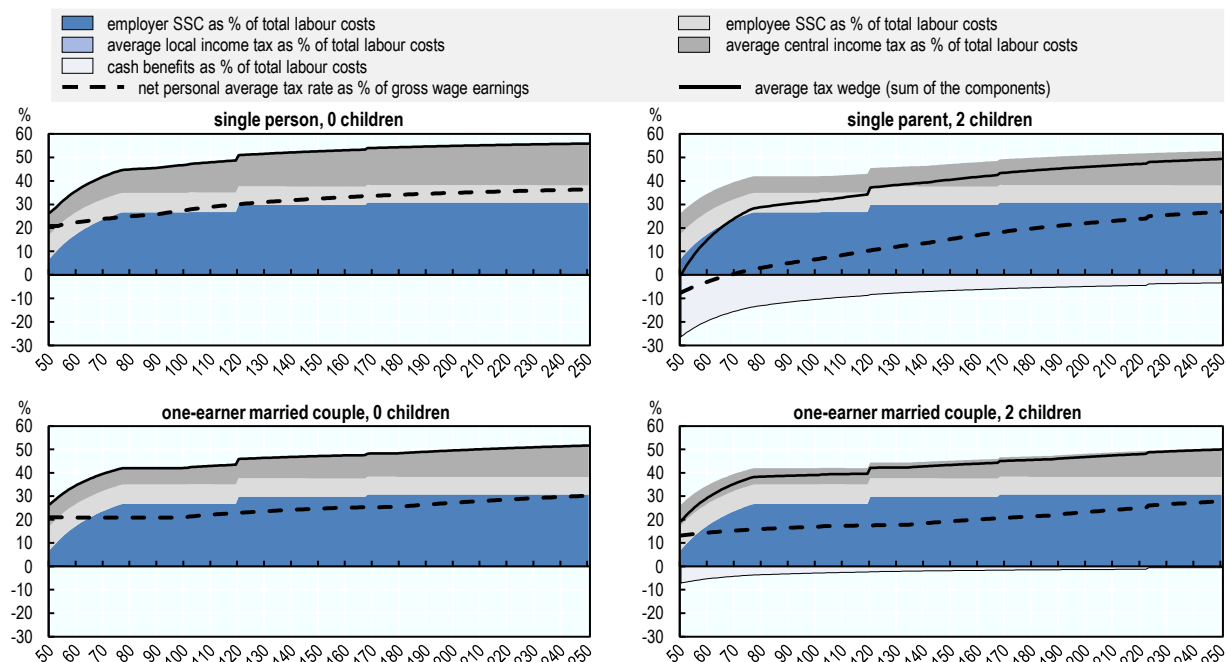 employer SSC as % of total labour costs
employee SSC as % of total labour costs
average local income tax as % of total labour costs
average central income tax as % of total labour costs
cash benefits as % of total labour costs
net personal average tax rate as % of gross wage earnings
average tax wedge (sum of the components)
%
single person, 0 children
60
50
40
30
20
10
0
-10
-20
-30
50 60 70 80 90 100 110 120 130 140 150 160 170 180 190 200 210 220 230 240 250
%
single parent, 2 children
60
50
40
30
20
10
0
-10
-20
-30
50 60 70 80 90 100 110 120 130 140 150 160 170 180 190 200 210 220 230 240 250
%
one-earner married couple, 0 children
60
50
40
30
20
10
0
-10
-20
-30
50 60 70 80 90 100 110 120 130 140 150 160 170 180 190 200 210 220 230 240 250
%
one-earner married couple, 2 children
60
50
40
30
20
10
0
-10
-20
-30
50 60 70 80 90 100 110 120 130 140 150 160 170 180 190 200 210 220 230 240 250